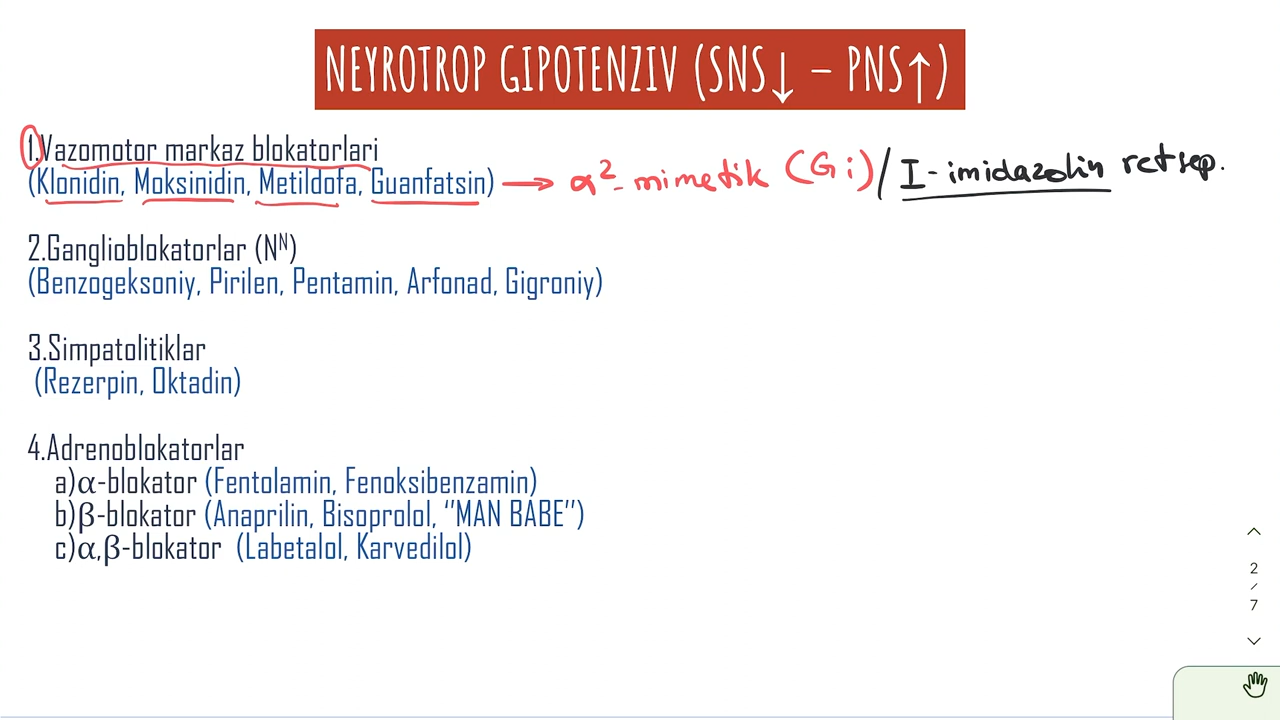 NEYROTROP GIPOTENZIV (SNS↓ – PNS↑)
1.Vazomotor markaz blokatorlari
(Klonidin, Moksinidin, Metildofa, Guanfatsin) → α2-mimetik (Gi) / I-imidazolin retsep.
2.Ganglioblokatorlar (Nᴺ)
(Benzogeksoniy, Pirilen, Pentamin, Arfonad, Gigroniy)
3.Simpatolitiklar
(Rezerpin, Oktadin)
4.Adrenoblokatorlar
a)α-blokator (Fentolamin, Fenoksibenzamin)
b)β-blokator (Anaprilin, Bisoprolol, “MAN BABE”)
c)α,β-blokator (Labetalol, Karvedilol)
2
/
7